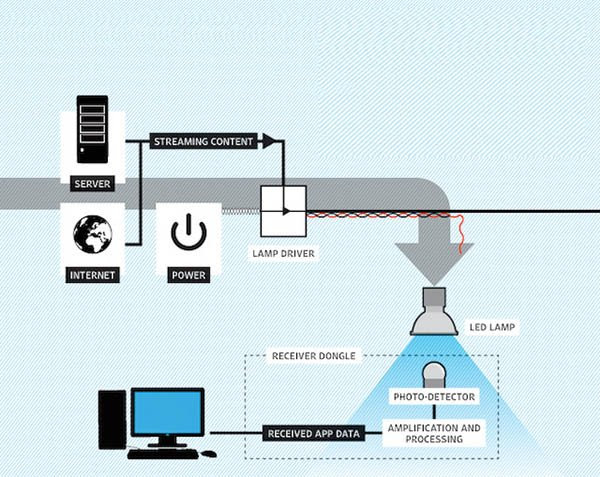 STREAMING CONTENT
SERVER
INTERNET
POWER
LAMP DRIVER
LED LAMP
RECEIVER DONGLE
PHOTO-DETECTOR
RECEIVED APP DATA
AMPLIFICATION AND
PROCESSING